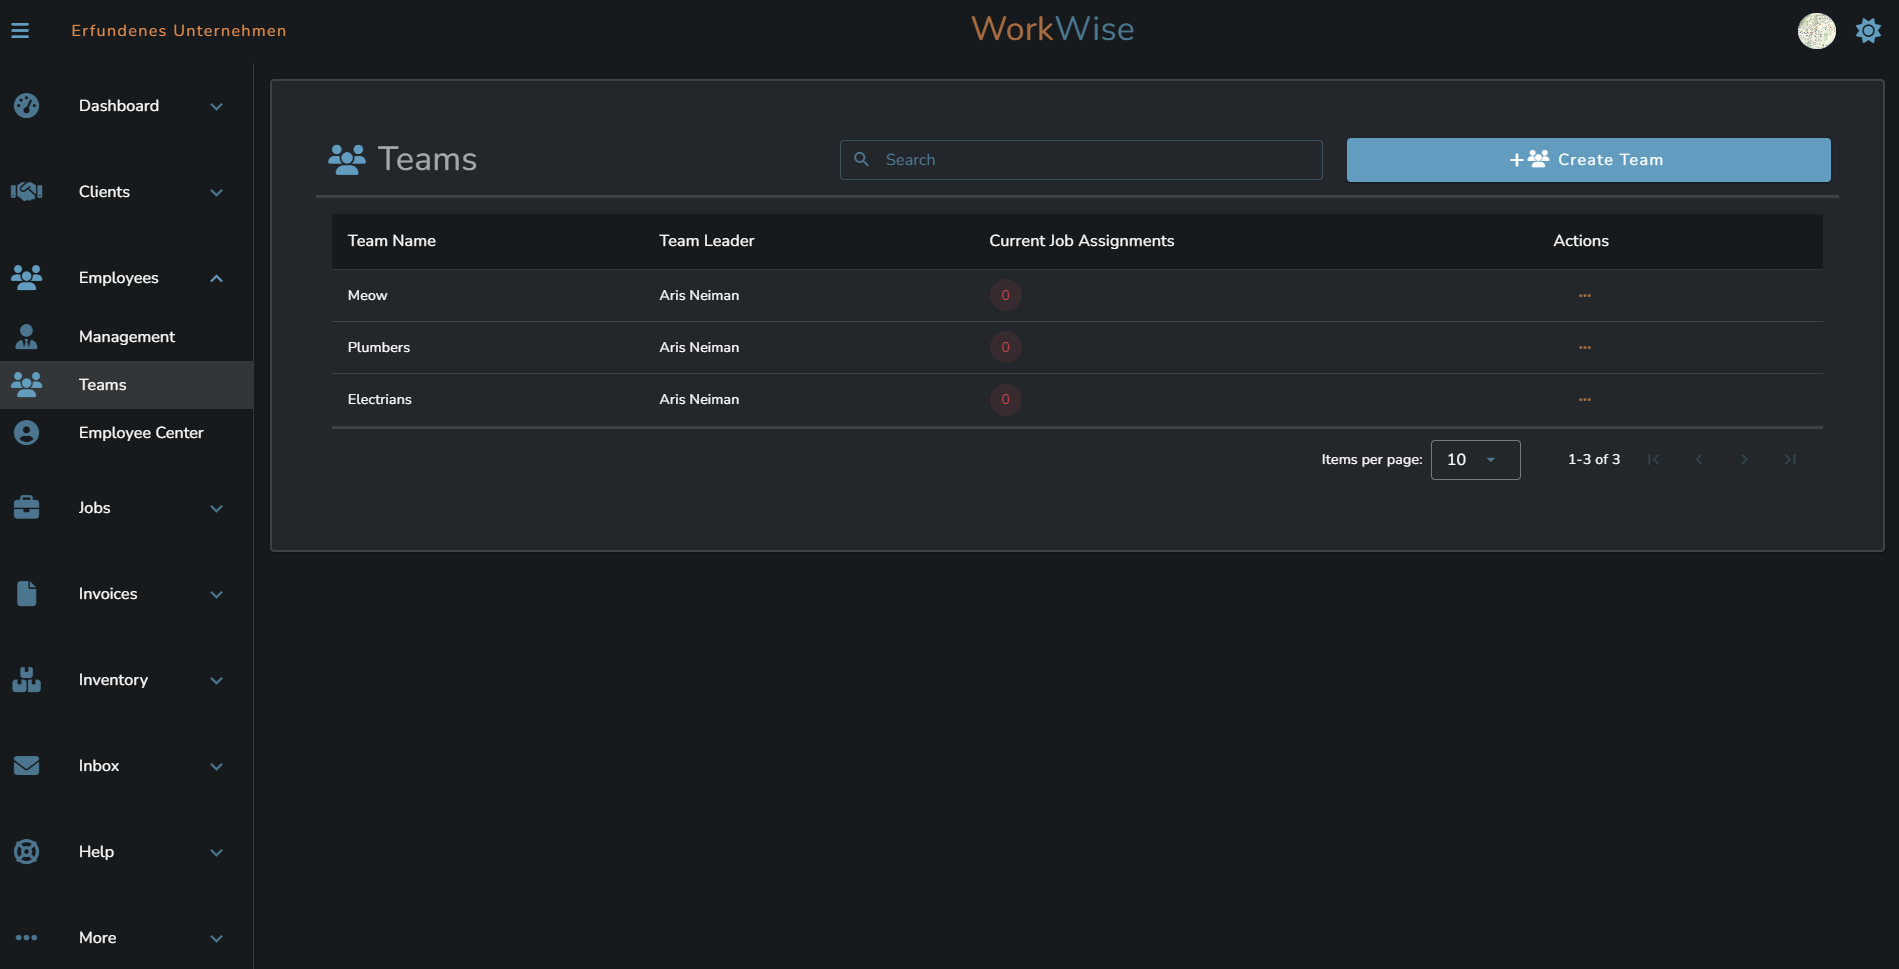 Erfundenes Unternehmen
WorkWise
Dashboard
Clients
Employees
Management
Teams
Employee Center
Jobs
Invoices
Inventory
Inbox
Help
More
Teams
Search
+ Create Team
Team Name Team Leader Current Job Assignments Actions
Meow Aris Neiman 0 ...
Plumbers Aris Neiman 0 ...
Electrians Aris Neiman 0 ...
Items per page: 10 1-3 of 3